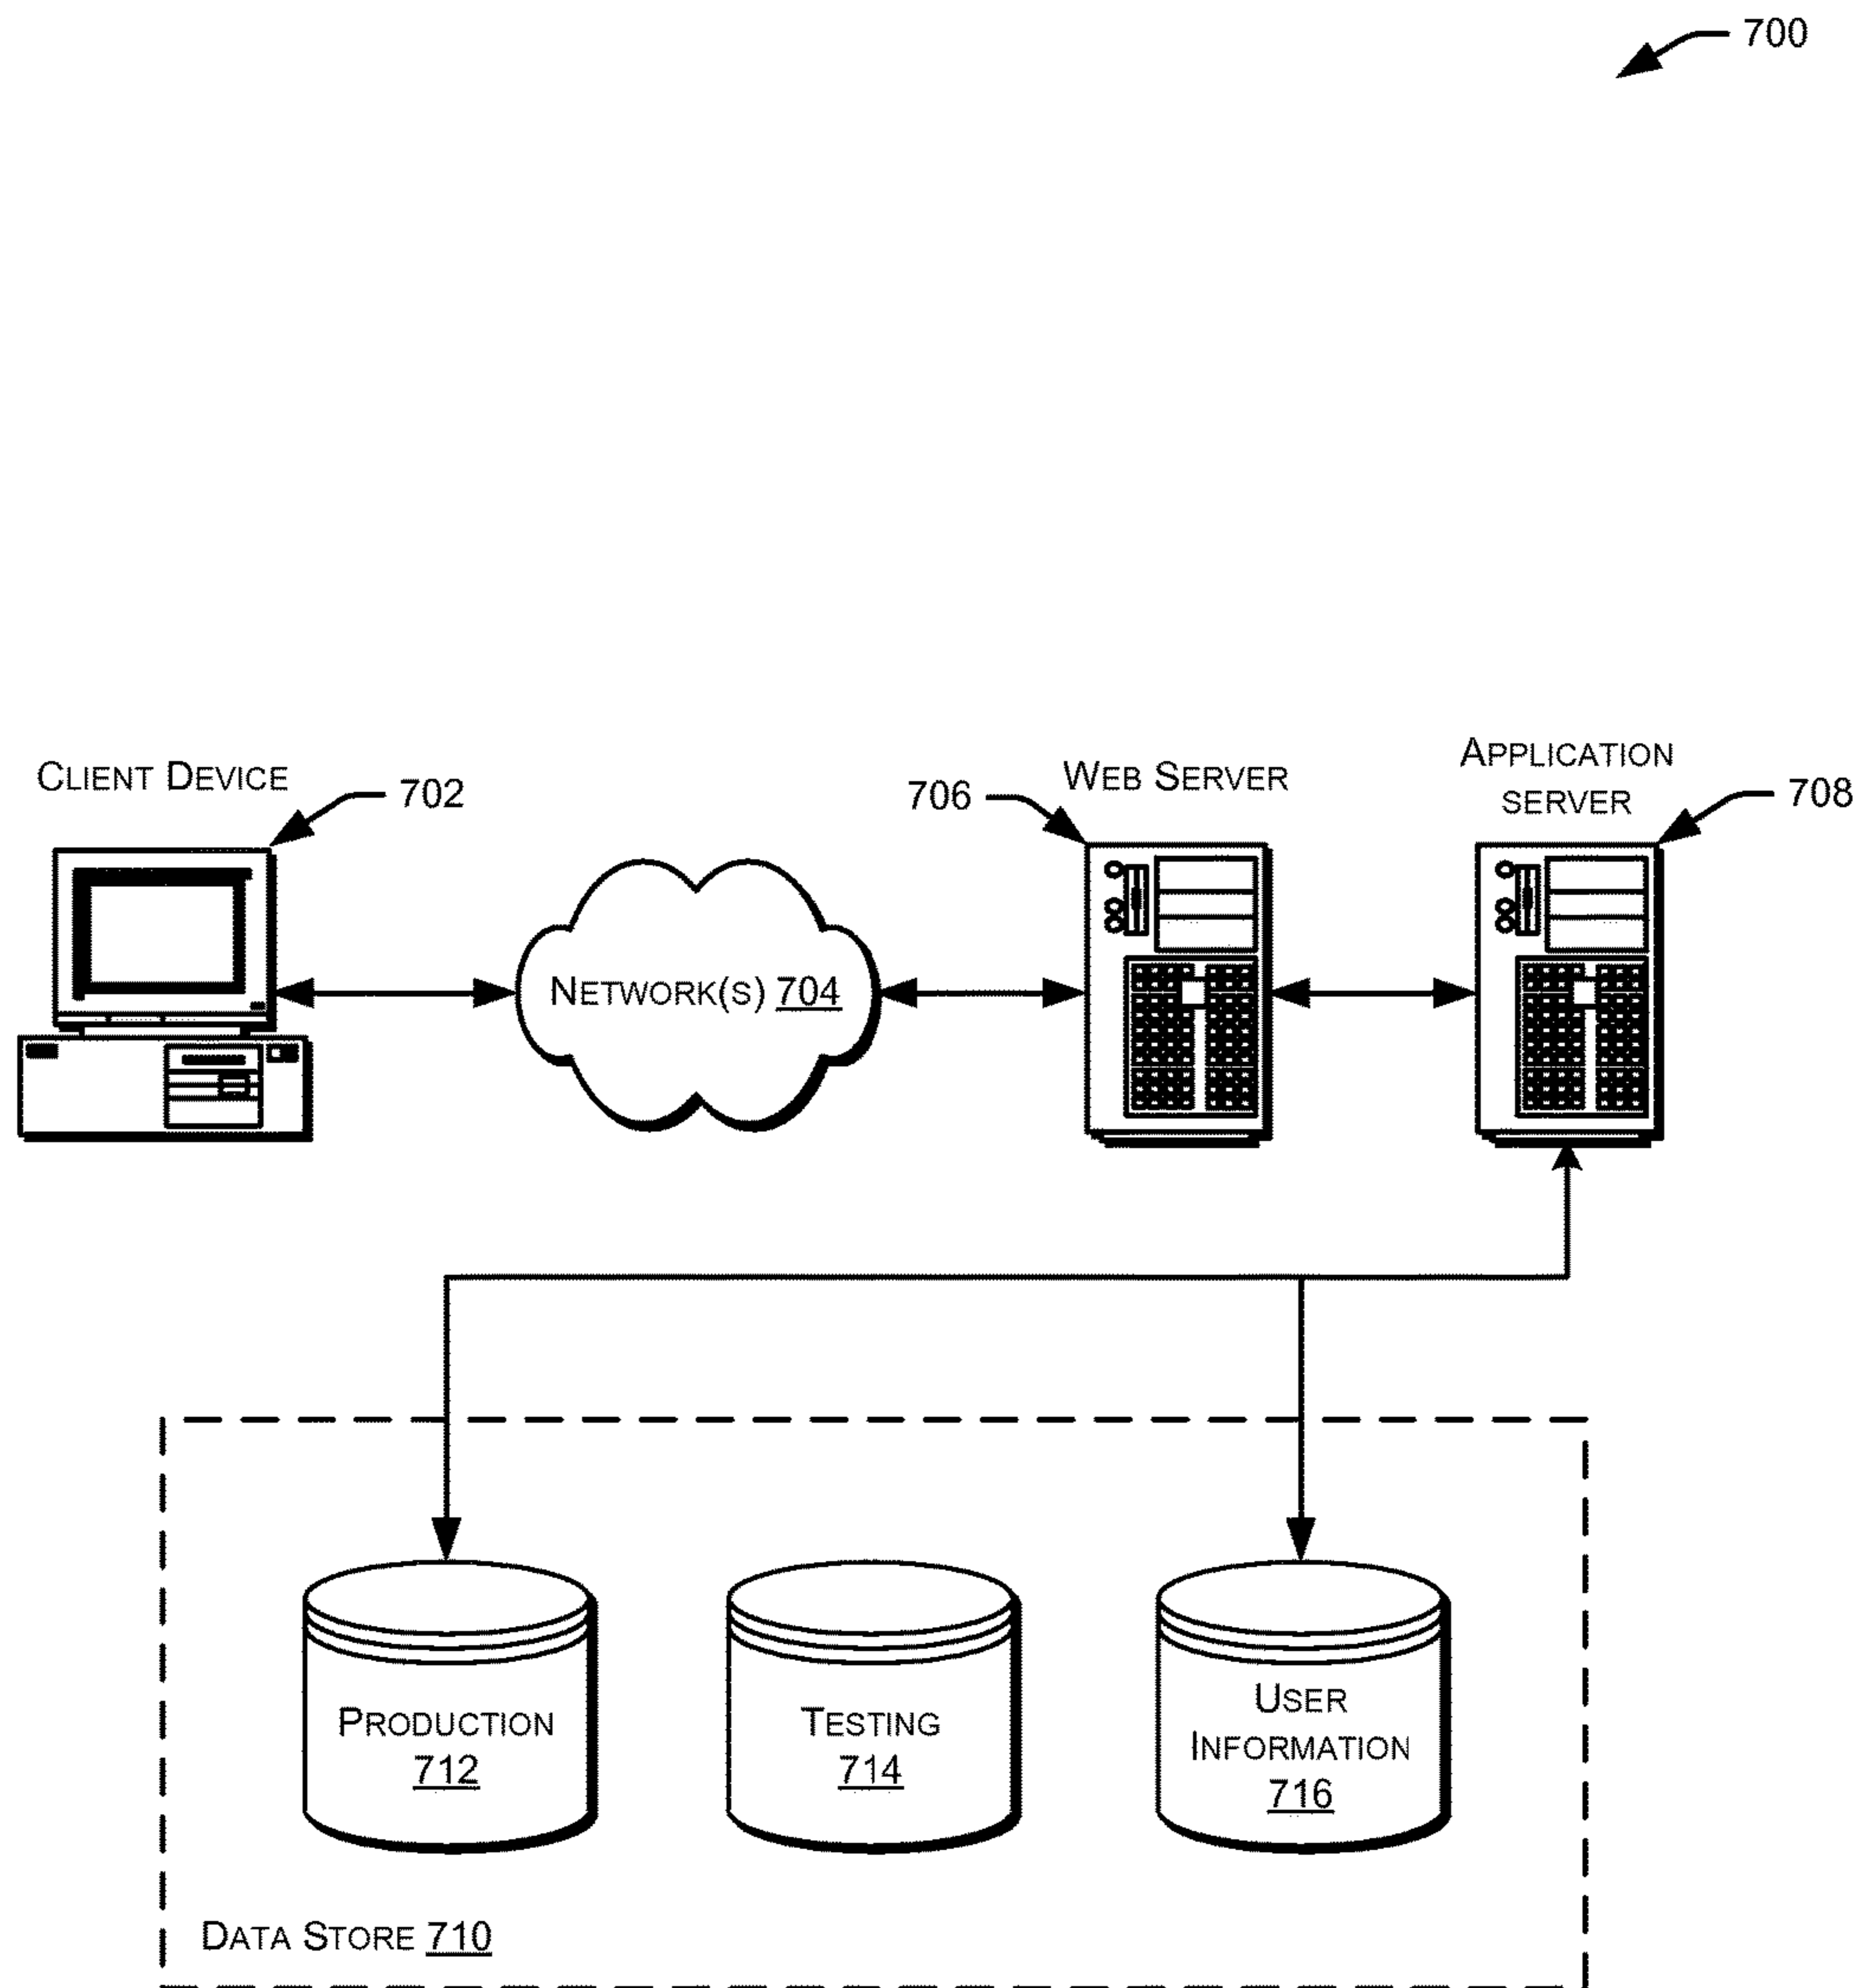 700
CLIENT DEVICE
702
706
WEB SERVER
APPLICATION
SERVER
708
NETWORK(S) 704
PRODUCTION
712
TESTING
714
USER
INFORMATION
716
DATA STORE 710